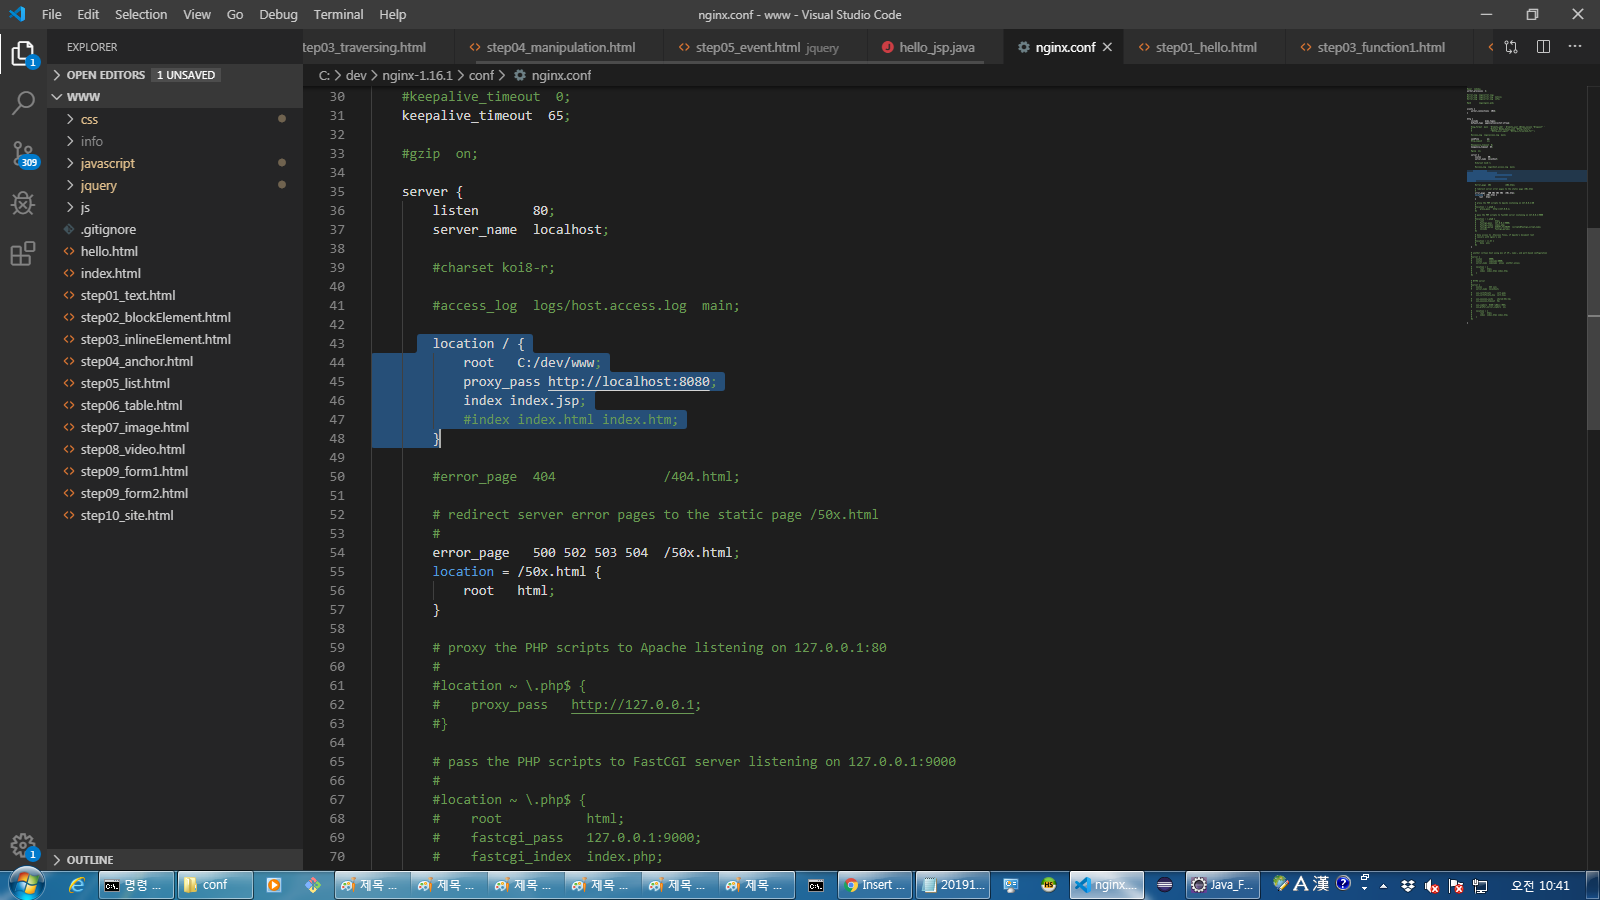 File Edit Selection View Go Debug Terminal Help
nginx.conf - www - Visual Studio Code
EXPLORER
OPEN EDITORS 1 UNSAVED
WWW
css
info
javascript
jquery
js
.gitignore
hello.html
index.html
step01_text.html
step02_blockElement.html
step03_inlineElement.html
step04_anchor.html
step05_list.html
step06_table.html
step07_image.html
step08_video.html
step09_form1.html
step09_form2.html
step10_site.html
OUTLINE
1
309
1
tep03_traversing.html step04_manipulation.html step05_event.html jquery hello_jsp.java nginx.conf step01_hello.html step03_function1.html
C: > dev > nginx-1.16.1 > conf > nginx.conf
30 #keepalive_timeout 0;
31 keepalive_timeout 65;
32
33 #gzip on;
34
35 server {
36 listen 80;
37 server_name localhost;
38
39 #charset koi8-r;
40
41 #access_log logs/host.access.log main;
42
43 location / {
44 root C:/dev/www;
45 proxy_pass http://localhost:8080;
46 index index.jsp;
47 #index index.html index.htm;
48 }
49
50 #error_page 404 /404.html;
51
52 # redirect server error pages to the static page /50x.html
53 #
54 error_page 500 502 503 504 /50x.html;
55 location = /50x.html {
56 root html;
57 }
58
59 # proxy the PHP scripts to Apache listening on 127.0.0.1:80
60 #
61 #location ~ \.php$ {
62 # proxy_pass http://127.0.0.1;
63 #}
64
65 # pass the PHP scripts to FastCGI server listening on 127.0.0.1:9000
66 #
67 #location ~ \.php$ {
68 # root html;
69 # fastcgi_pass 127.0.0.1:9000;
70 # fastcgi_index index.php;
명령 ... conf 제목 ... 제목 ... 제목 ... 제목 ... 제목 ... 제목 ... Insert ... 20191... nginx.... Java_F... A 漢 오전 10:41